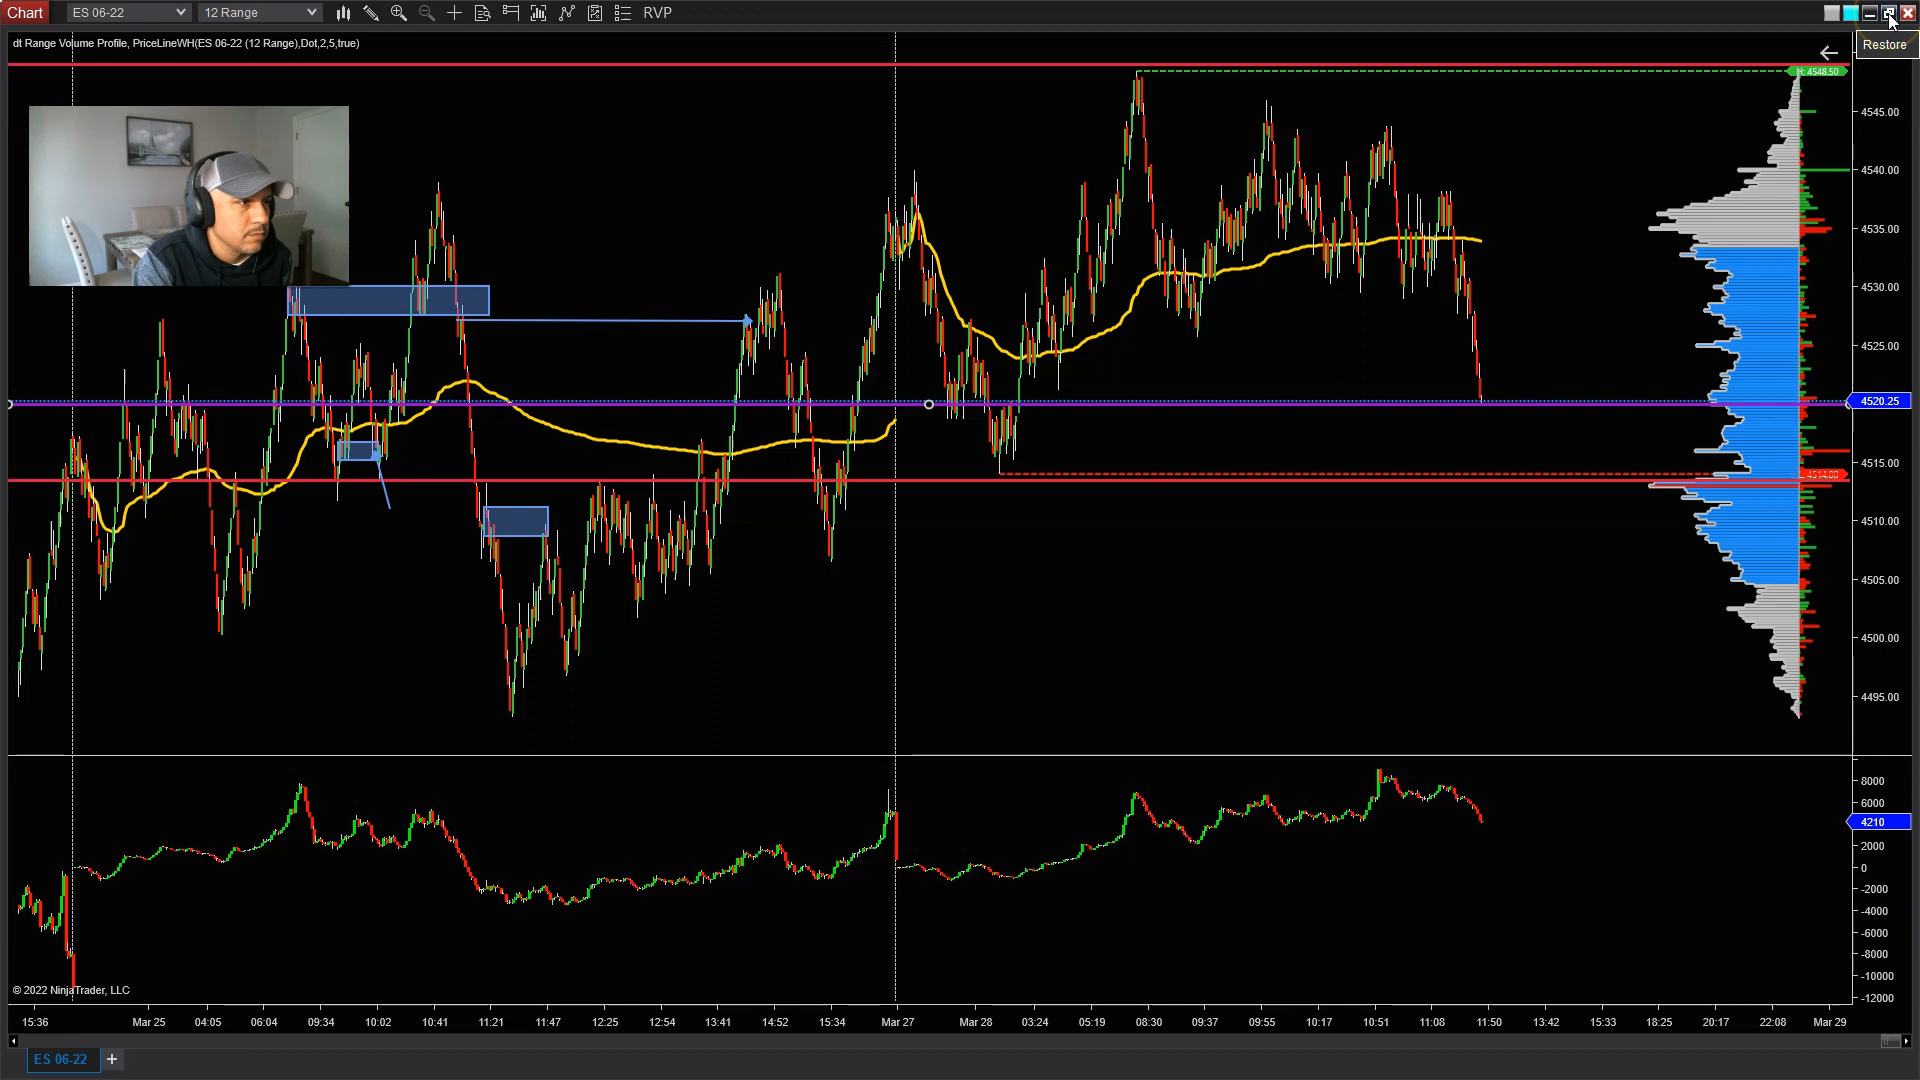 Chart ES 06-22 12 Range RVP
Restore
dt Range Volume Profile, PriceLineWH(ES 06-22 (12 Range),Dot,2,5,true)
H: 4548.50
4545.00
4540.00
4535.00
4530.00
4525.00
4520.25
4515.00
L: 4514.00
4510.00
4505.00
4500.00
4495.00
8000
6000
4210
2000
0
-2000
-4000
-6000
-8000
-10000
-12000
© 2022 NinjaTrader, LLC
15:36 Mar 25 04:05 06:04 09:34 10:02 10:41 11:21 11:47 12:25 12:54 13:41 14:52 15:34 Mar 27 Mar 28 03:24 05:19 08:30 09:37 09:55 10:17 10:51 11:08 11:50 13:42 15:33 18:25 20:17 22:08 Mar 29
ES 06-22 +